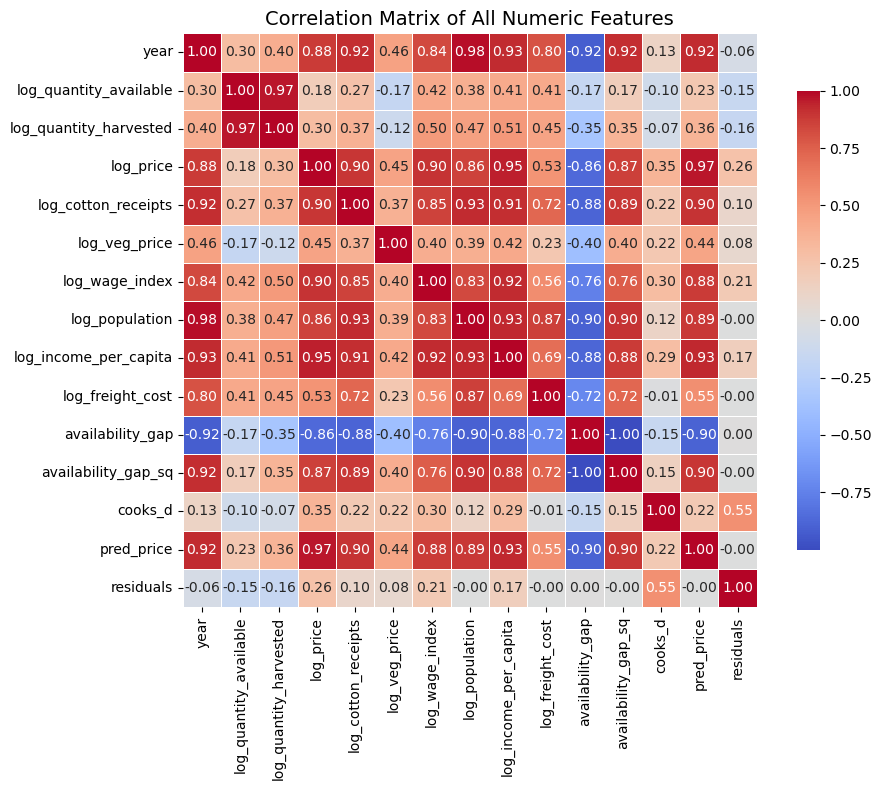 Correlation Matrix of All Numeric Features
year 1.00 0.30 0.40 0.88 0.92 0.46 0.84 0.98 0.93 0.80 -0.92 0.92 0.13 0.92 -0.06
log_quantity_available 0.30 1.00 0.97 0.18 0.27 -0.17 0.42 0.38 0.41 0.41 -0.17 0.17 -0.10 0.23 -0.15
log_quantity_harvested 0.40 0.97 1.00 0.30 0.37 -0.12 0.50 0.47 0.51 0.45 -0.35 0.35 -0.07 0.36 -0.16
log_price 0.88 0.18 0.30 1.00 0.90 0.45 0.90 0.86 0.95 0.53 -0.86 0.87 0.35 0.97 0.26
log_cotton_receipts 0.92 0.27 0.37 0.90 1.00 0.37 0.85 0.93 0.91 0.72 -0.88 0.89 0.22 0.90 0.10
log_veg_price 0.46 -0.17 -0.12 0.45 0.37 1.00 0.40 0.39 0.42 0.23 -0.40 0.40 0.22 0.44 0.08
log_wage_index 0.84 0.42 0.50 0.90 0.85 0.40 1.00 0.83 0.92 0.56 -0.76 0.76 0.30 0.88 0.21
log_population 0.98 0.38 0.47 0.86 0.93 0.39 0.83 1.00 0.93 0.87 -0.90 0.90 0.12 0.89 -0.00
log_income_per_capita 0.93 0.41 0.51 0.95 0.91 0.42 0.92 0.93 1.00 0.69 -0.88 0.88 0.29 0.93 0.17
log_freight_cost 0.80 0.41 0.45 0.53 0.72 0.23 0.56 0.87 0.69 1.00 -0.72 0.72 -0.01 0.55 -0.00
availability_gap -0.92 -0.17 -0.35 -0.86 -0.88 -0.40 -0.76 -0.90 -0.88 -0.72 1.00 -1.00 -0.15 -0.90 0.00
availability_gap_sq 0.92 0.17 0.35 0.87 0.89 0.40 0.76 0.90 0.88 0.72 -1.00 1.00 0.15 0.90 -0.00
cooks_d 0.13 -0.10 -0.07 0.35 0.22 0.22 0.30 0.12 0.29 -0.01 -0.15 0.15 1.00 0.22 0.55
pred_price 0.92 0.23 0.36 0.97 0.90 0.44 0.88 0.89 0.93 0.55 -0.90 0.90 0.22 1.00 -0.00
residuals -0.06 -0.15 -0.16 0.26 0.10 0.08 0.21 -0.00 0.17 -0.00 0.00 -0.00 0.55 -0.00 1.00
year
log_quantity_available
log_quantity_harvested
log_price
log_cotton_receipts
log_veg_price
log_wage_index
log_population
log_income_per_capita
log_freight_cost
availability_gap
availability_gap_sq
cooks_d
pred_price
residuals
1.00
0.75
0.50
0.25
0.00
-0.25
-0.50
-0.75